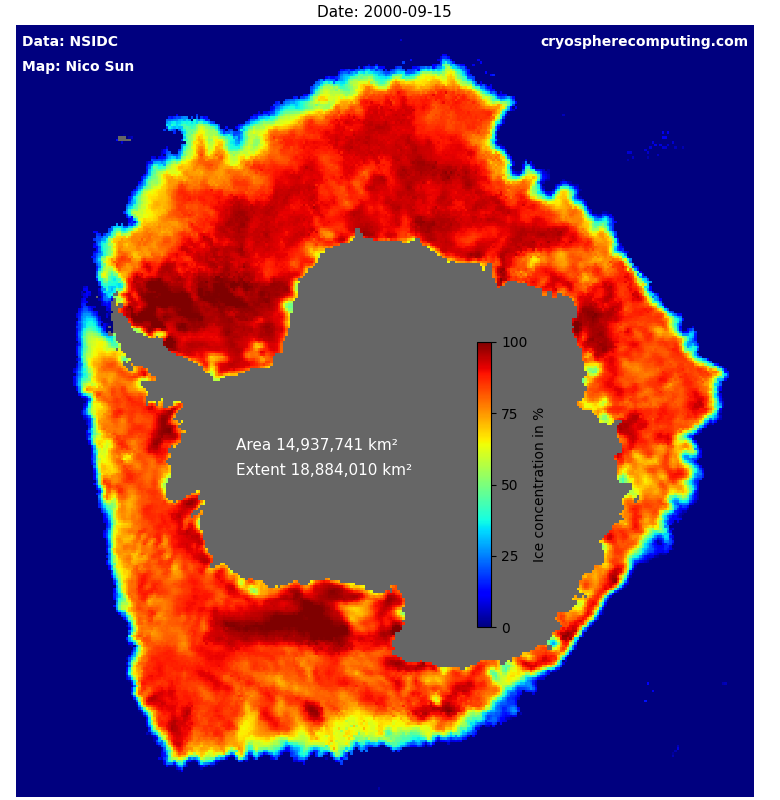 Date: 2000-09-15
Data: NSIDC
cryospherecomputing.com
Map: Nico Sun
100
75
50
25
0
Ice concentration in %
Area 14,937,741 km²
Extent 18,884,010 km²